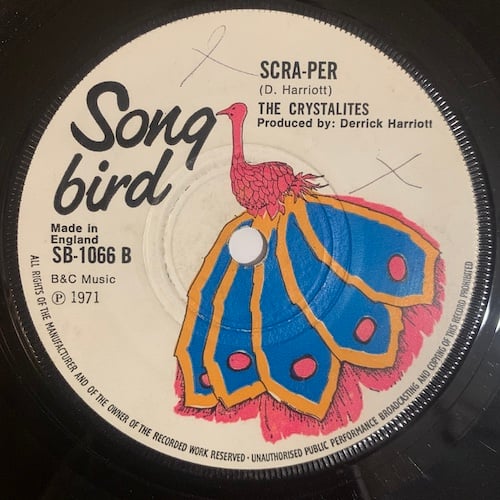 SCRA-PER
(D. Harriott)
THE CRYSTALITES
Produced by: Derrick Harriott
Song
bird
Made in
England
SB-1066 B
B&C Music
℗ 1971
ALL RIGHTS OF THE MANUFACTURER AND OF THE OWNER OF THE RECORDED WORK RESERVED · UNAUTHORISED PUBLIC PERFORMANCE BROADCASTING AND COPYING OF THIS RECORD PROHIBITED